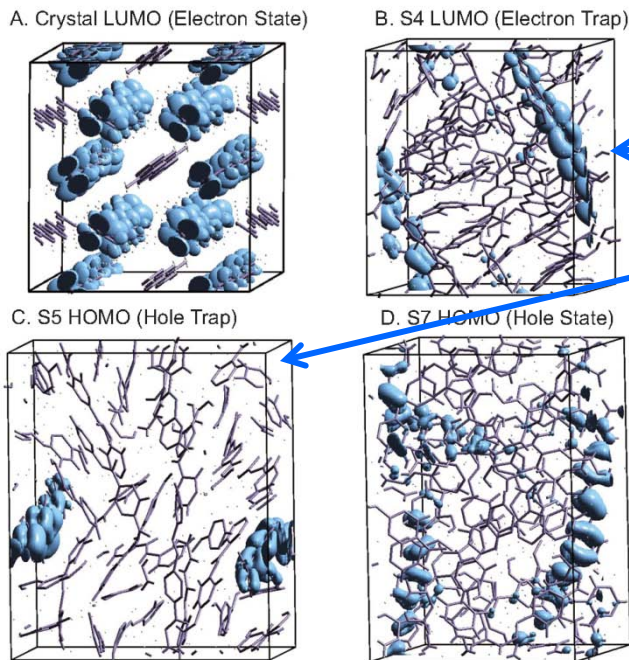 A. Crystal LUMO (Electron State)
B. S4 LUMO (Electron Trap)
C. S5 HOMO (Hole Trap)
D. S7 HOMO (Hole State)